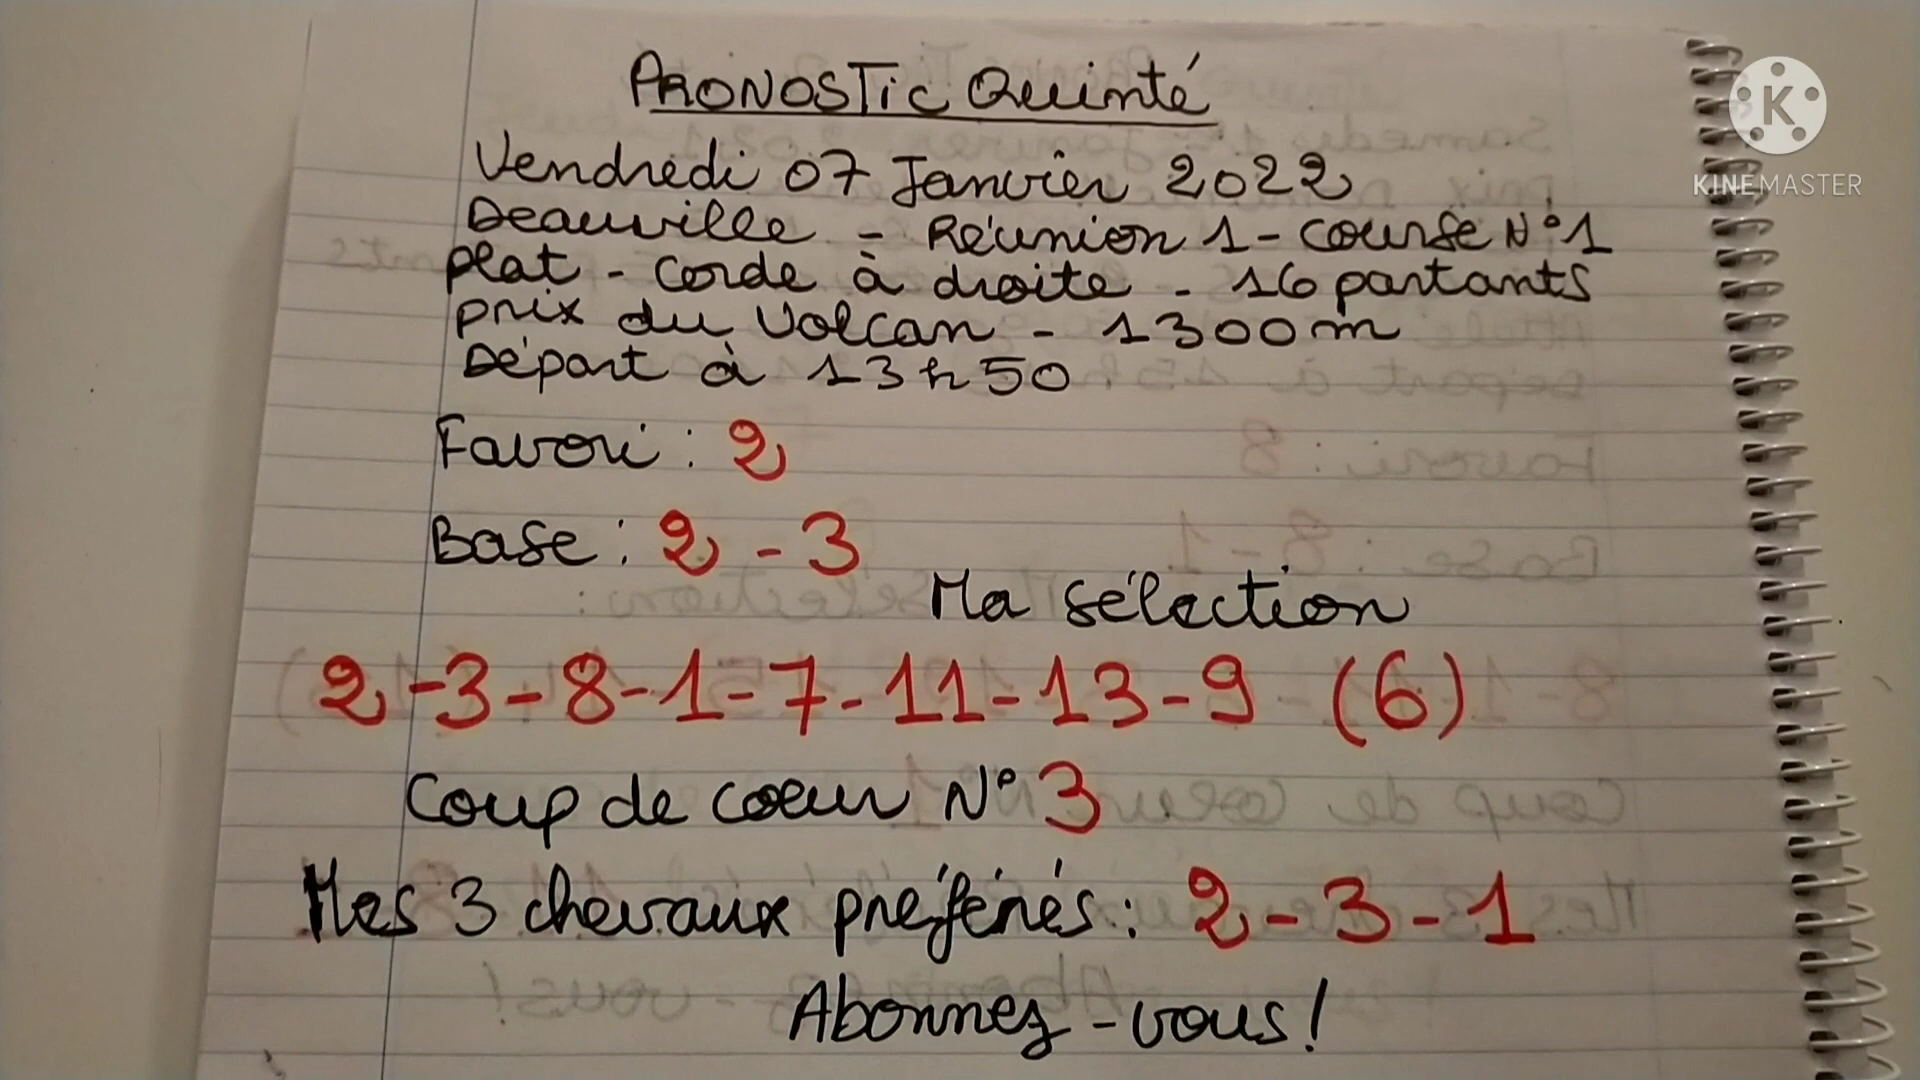 PRONOSTIC Quinté
Vendredi 07 Janvier 2022
Deauville - Réunion 1 - course N°1
plat - corde à droite - 16 partants
prix du Volcan - 1300m
Départ à 13h50
Favori : 2
Base : 2 - 3
Ma sélection
2 - 3 - 8 - 1 - 7 - 11 - 13 - 9 (6)
Coup de coeur N° 3
Mes 3 chevaux préférés : 2 - 3 - 1
Abonnez - vous !
K
KINEMASTER